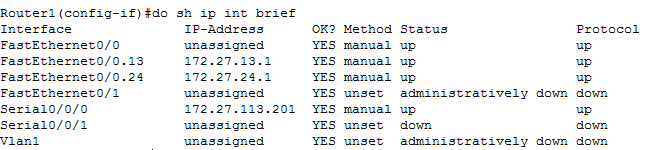 Router1(config-if)#do sh ip int brief
Interface IP-Address OK? Method Status Protocol
FastEthernet0/0 unassigned YES manual up up
FastEthernet0/0.13 172.27.13.1 YES manual up up
FastEthernet0/0.24 172.27.24.1 YES manual up up
FastEthernet0/1 unassigned YES unset administratively down down
Serial0/0/0 172.27.113.201 YES manual up up
Serial0/0/1 unassigned YES unset down down
Vlan1 unassigned YES unset administratively down down